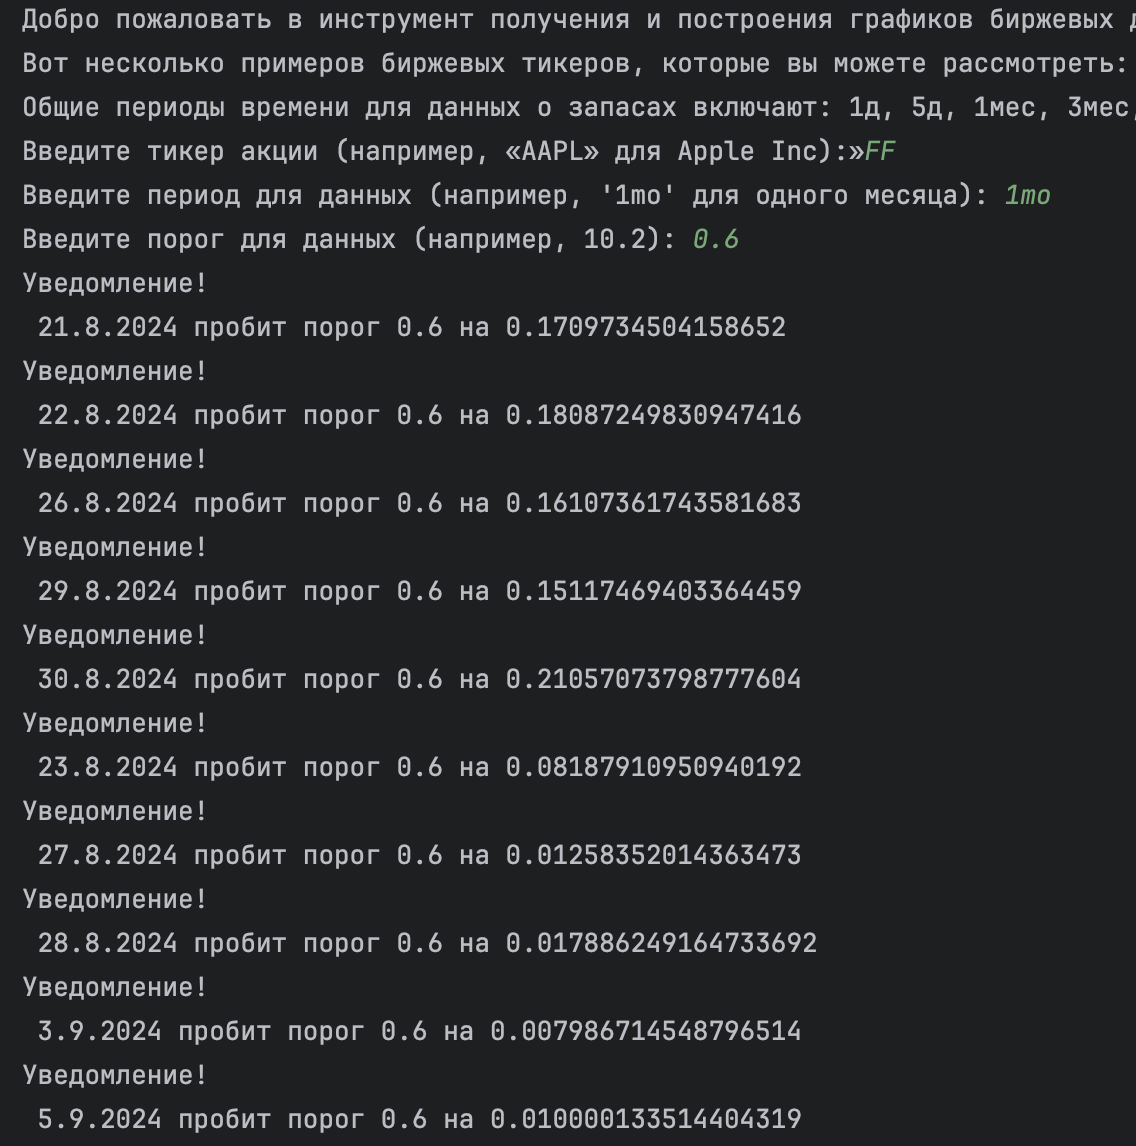 Добро пожаловать в инструмент получения и построения графиков биржевых
Вот несколько примеров биржевых тикеров, которые вы можете рассмотреть:
Общие периоды времени для данных о запасах включают: 1д, 5д, 1мес, 3мес,
Введите тикер акции (например, «AAPL» для Apple Inc):»FF
Введите период для данных (например, '1mo' для одного месяца): 1mo
Введите порог для данных (например, 10.2): 0.6
Уведомление!
21.8.2024 пробит порог 0.6 на 0.1709734504158652
Уведомление!
22.8.2024 пробит порог 0.6 на 0.18087249830947416
Уведомление!
26.8.2024 пробит порог 0.6 на 0.16107361743581683
Уведомление!
29.8.2024 пробит порог 0.6 на 0.15117469403364459
Уведомление!
30.8.2024 пробит порог 0.6 на 0.21057073798777604
Уведомление!
23.8.2024 пробит порог 0.6 на 0.08187910950940192
Уведомление!
27.8.2024 пробит порог 0.6 на 0.01258352014363473
Уведомление!
28.8.2024 пробит порог 0.6 на 0.017886249164733692
Уведомление!
3.9.2024 пробит порог 0.6 на 0.007986714548796514
Уведомление!
5.9.2024 пробит порог 0.6 на 0.010000133514404319